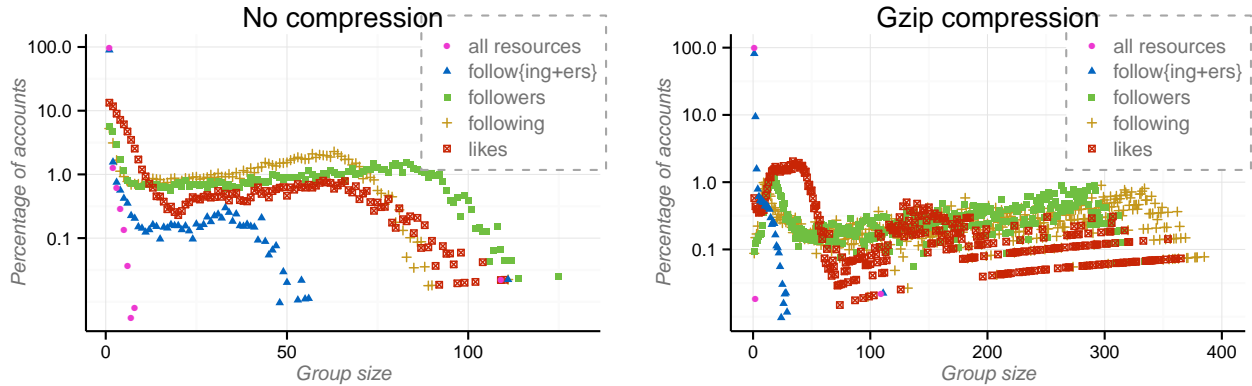 No compression
100.0
10.0
1.0
0.1
Percentage of accounts
0
50
100
Group size
all resources
follow{ing+ers}
followers
following
likes
Gzip compression
100.0
10.0
1.0
0.1
Percentage of accounts
0
100
200
300
400
Group size
all resources
follow{ing+ers}
followers
following
likes